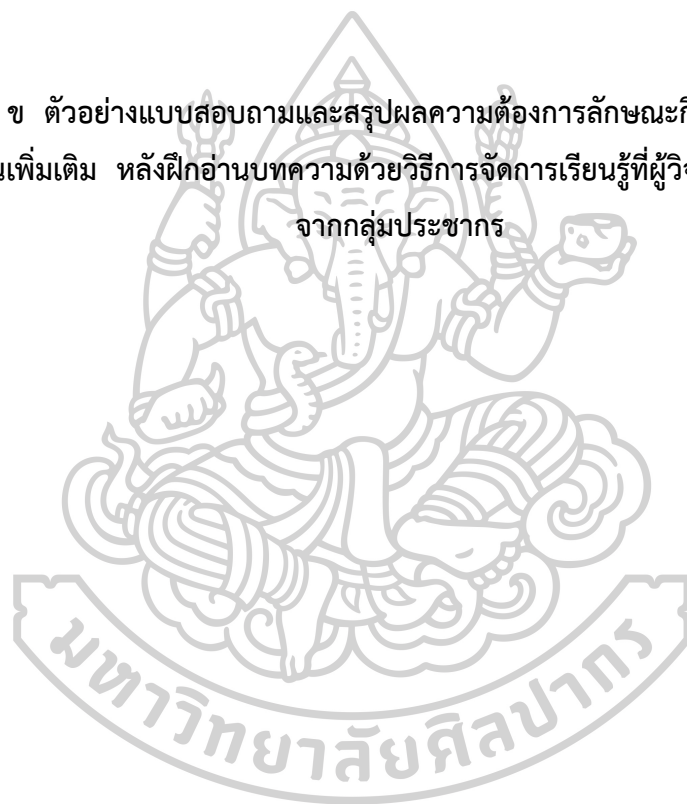 ข ตัวอย่างแบบสอบถามและสรุปผลความต้องการลักษณะ
เพิ่มเติม หลังฝึกอ่านบทความด้วยวิธีการจัดการเรียนรู้ที่
จากกลุ่มประชากร
มหาวิทยาลัยศิลปากร